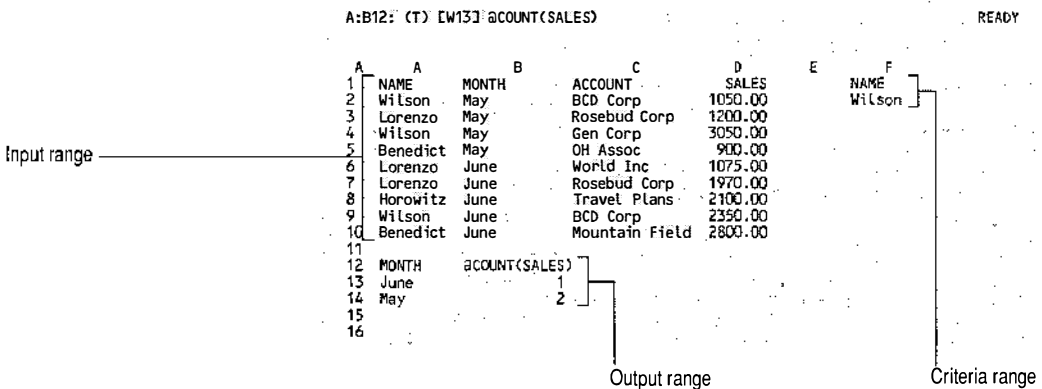 A:B12: (T) [W13] @COUNT(SALES) READY
A A B C D E F
1 NAME MONTH ACCOUNT SALES NAME
2 Wilson May BCD Corp 1050.00 Wilson
3 Lorenzo May Rosebud Corp 1200.00
4 Wilson May Gen Corp 3050.00
5 Benedict May OH Assoc 900.00
Input range
6 Lorenzo June World Inc 1075.00
7 Lorenzo June Rosebud Corp 1970.00
8 Horowitz June Travel Plans 2100.00
9 Wilson June BCD Corp 2350.00
10 Benedict June Mountain Field 2800.00
11
12 MONTH @COUNT(SALES)
13 June 1
14 May 2
15
16
Output range Criteria range